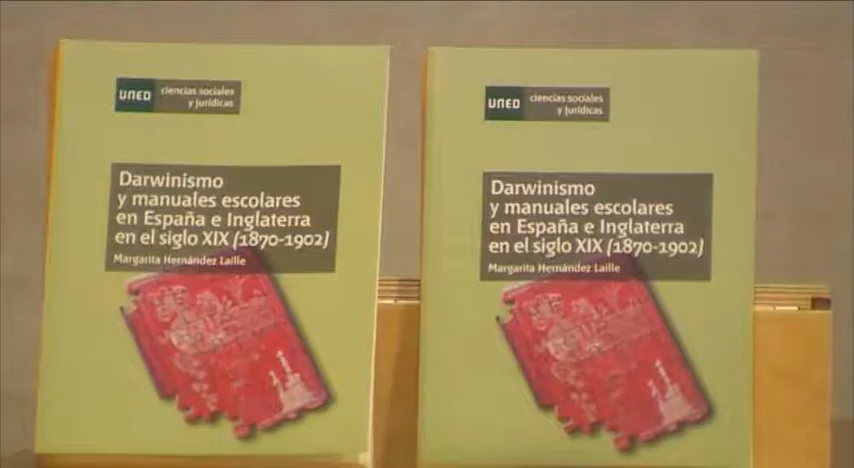 UNED
ciencias sociales
y jurídicas
Darwinismo
y manuales escolares
en España e Inglaterra
en el siglo XIX (1870-1902)
Margarita Hernández Laille
UNED
ciencias sociales
y jurídicas
Darwinismo
y manuales escolares
en España e Inglaterra
en el siglo XIX (1870-1902)
Margarita Hernández Laille